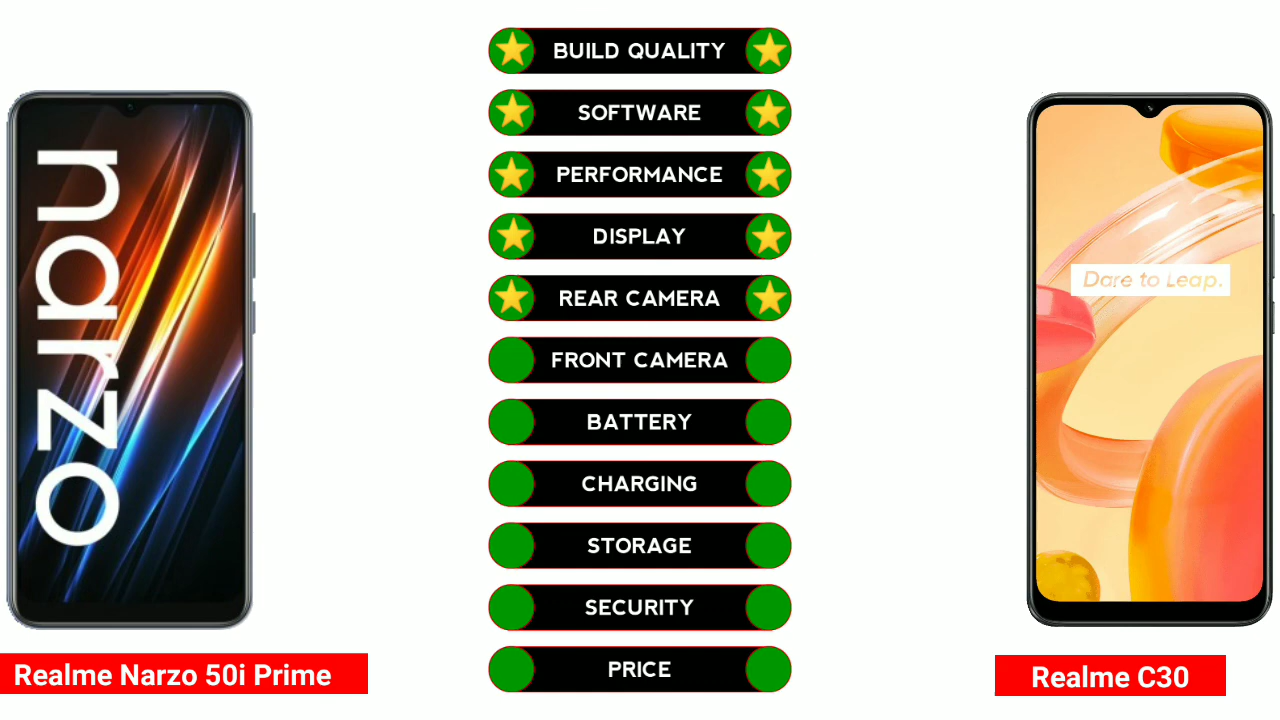 BUILD QUALITY
SOFTWARE
PERFORMANCE
DISPLAY
REAR CAMERA
FRONT CAMERA
BATTERY
CHARGING
STORAGE
SECURITY
PRICE
narzo
Realme Narzo 50i Prime
Dare to Leap.
Realme C30